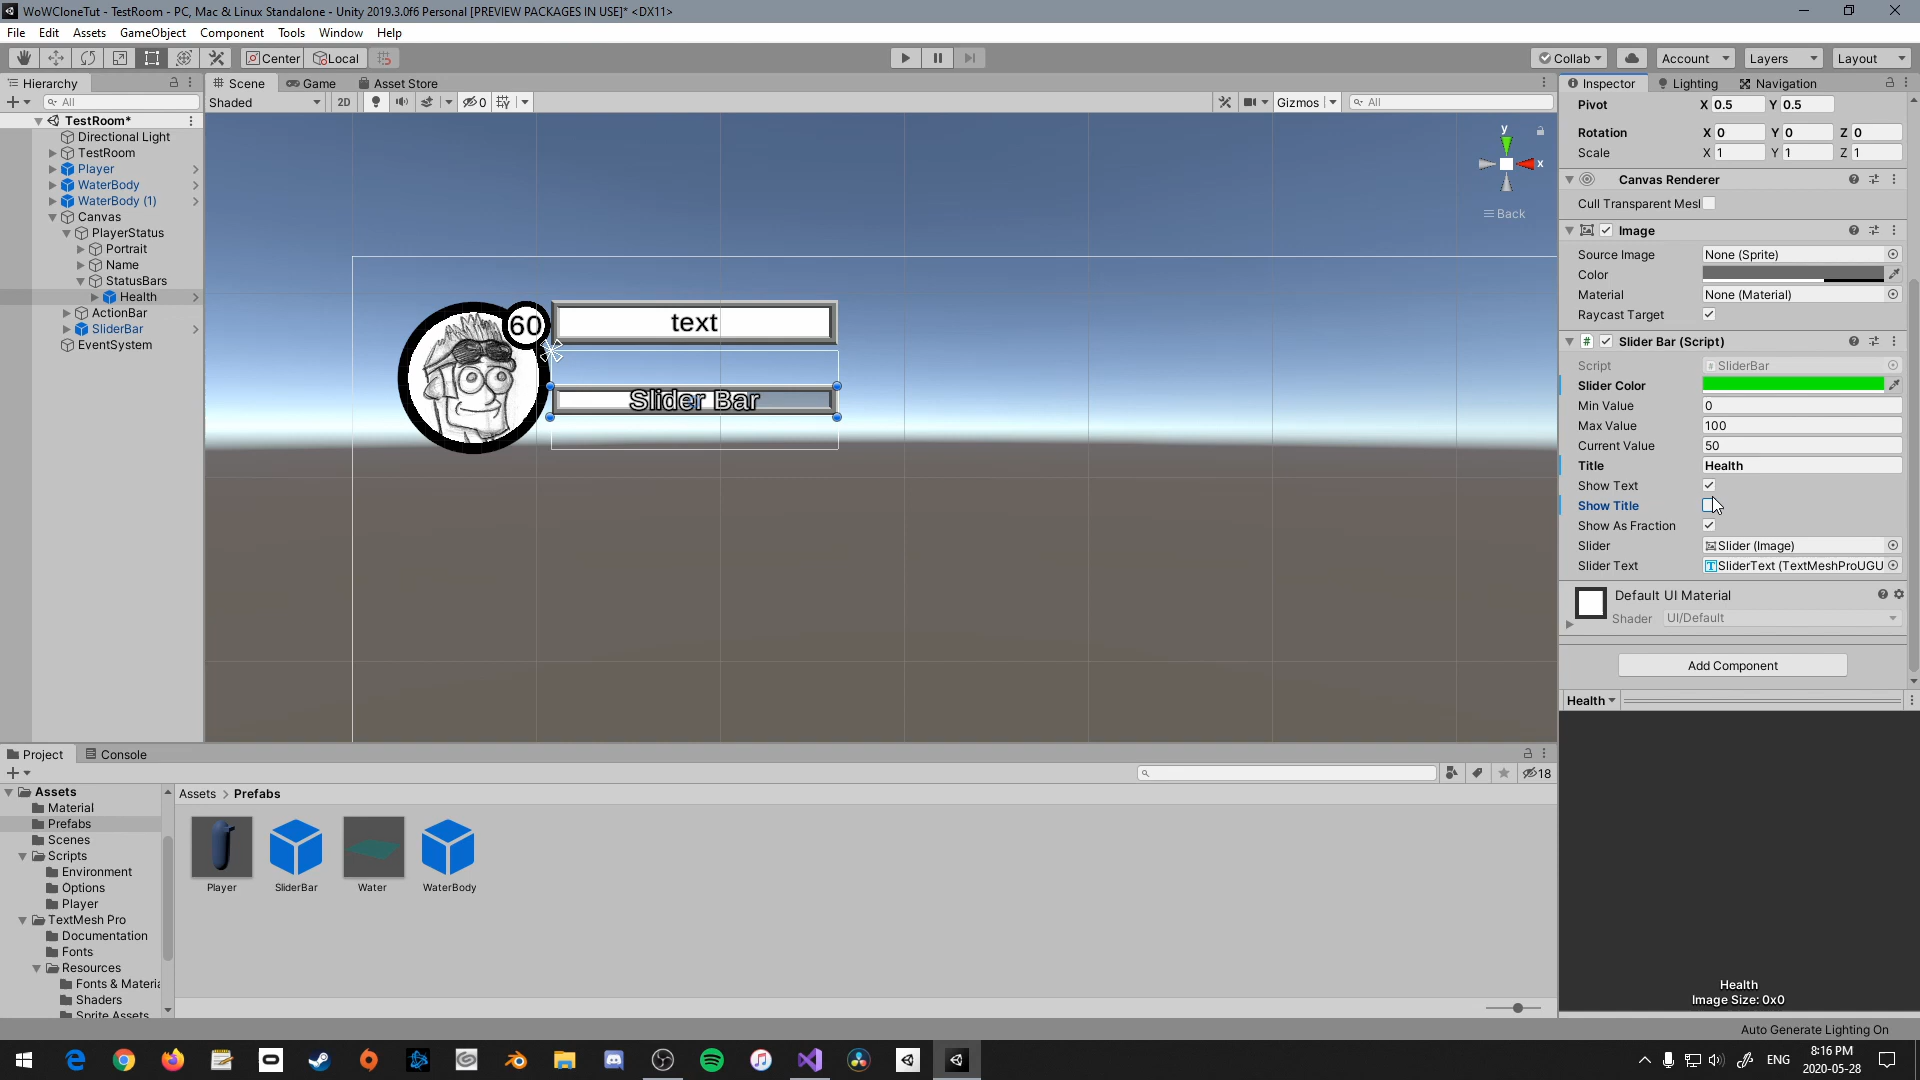 WoWCloneTut - TestRoom - PC, Mac & Linux Standalone - Unity 2019.3.0f6 Personal [PREVIEW PACKAGES IN USE]* <DX11>
File Edit Assets GameObject Component Tools Window Help
Center Local Collab Account Layers Layout
Hierarchy
All
TestRoom*
Directional Light
TestRoom
Player
WaterBody
WaterBody (1)
Canvas
PlayerStatus
Portrait
Name
StatusBars
Health
ActionBar
SliderBar
EventSystem
Scene Game Asset Store
Shaded 2D 0 Gizmos All
y
x
Back
60
text
Slider Bar
Inspector Lighting Navigation
Pivot X 0.5 Y 0.5
Rotation X 0 Y 0 Z 0
Scale X 1 Y 1 Z 1
Canvas Renderer
Cull Transparent Mesl
Image
Source Image None (Sprite)
Color
Material None (Material)
Raycast Target
Slider Bar (Script)
Script SliderBar
Slider Color
Min Value 0
Max Value 100
Current Value 50
Title Health
Show Text
Show Title
Show As Fraction
Slider Slider (Image)
Slider Text SliderText (TextMeshProUGU
Default UI Material
Shader UI/Default
Add Component
Health
Health
Image Size: 0x0
Project Console
18
Assets
Material
Prefabs
Scenes
Scripts
Environment
Options
Player
TextMesh Pro
Documentation
Fonts
Resources
Fonts & Materia
Shaders
Sprite Assets
Assets > Prefabs
Player SliderBar Water WaterBody
Auto Generate Lighting On
ENG
8:16 PM
2020-05-28